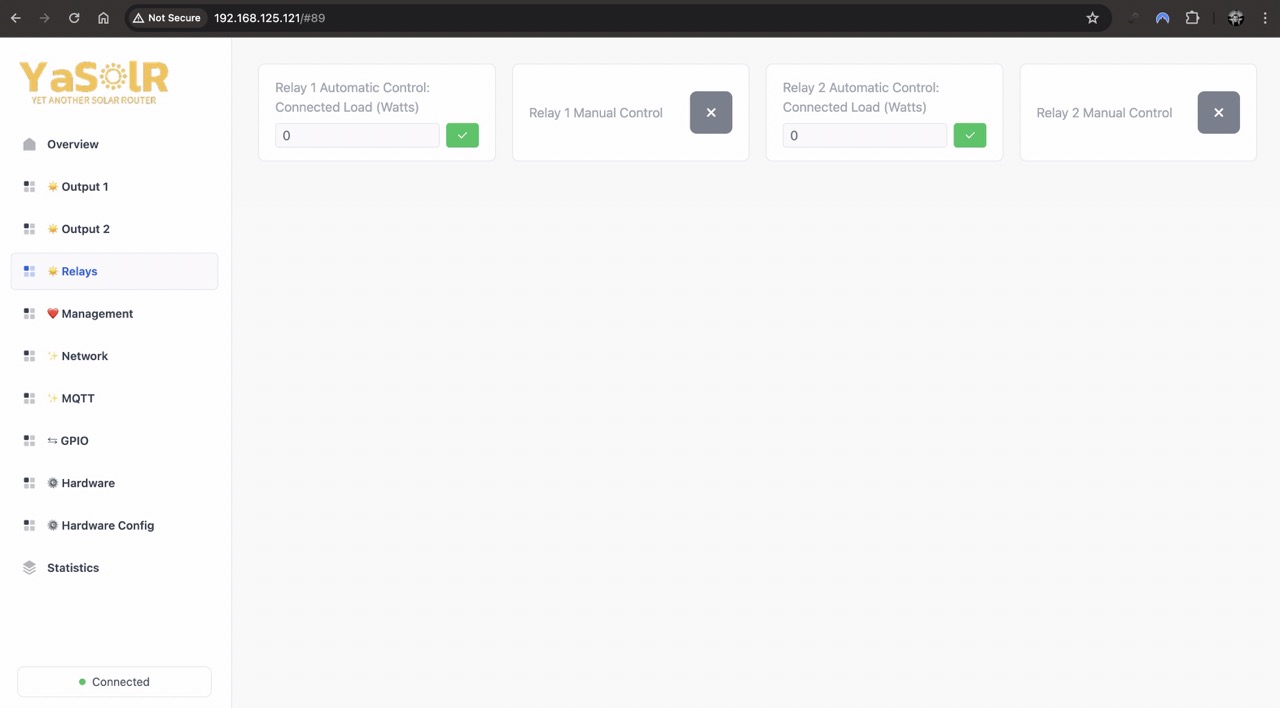 Not Secure 192.168.125.121/#89
YaSolR
YET ANOTHER SOLAR ROUTER
Overview
Output 1
Output 2
Relays
Management
Network
MQTT
GPIO
Hardware
Hardware Config
Statistics
Connected
Relay 1 Automatic Control:
Connected Load (Watts)
0
Relay 1 Manual Control
Relay 2 Automatic Control:
Connected Load (Watts)
0
Relay 2 Manual Control